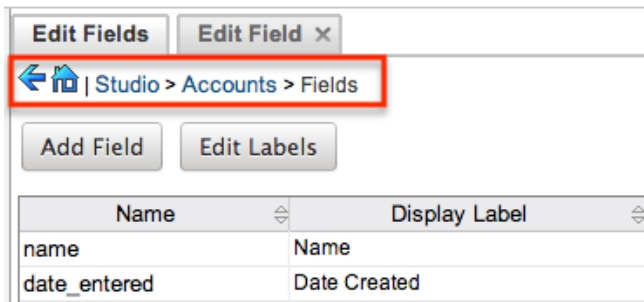 Edit Fields Edit Field ×
| Studio > Accounts > Fields
Add Field Edit Labels
Name Display Label
name Name
date_entered Date Created